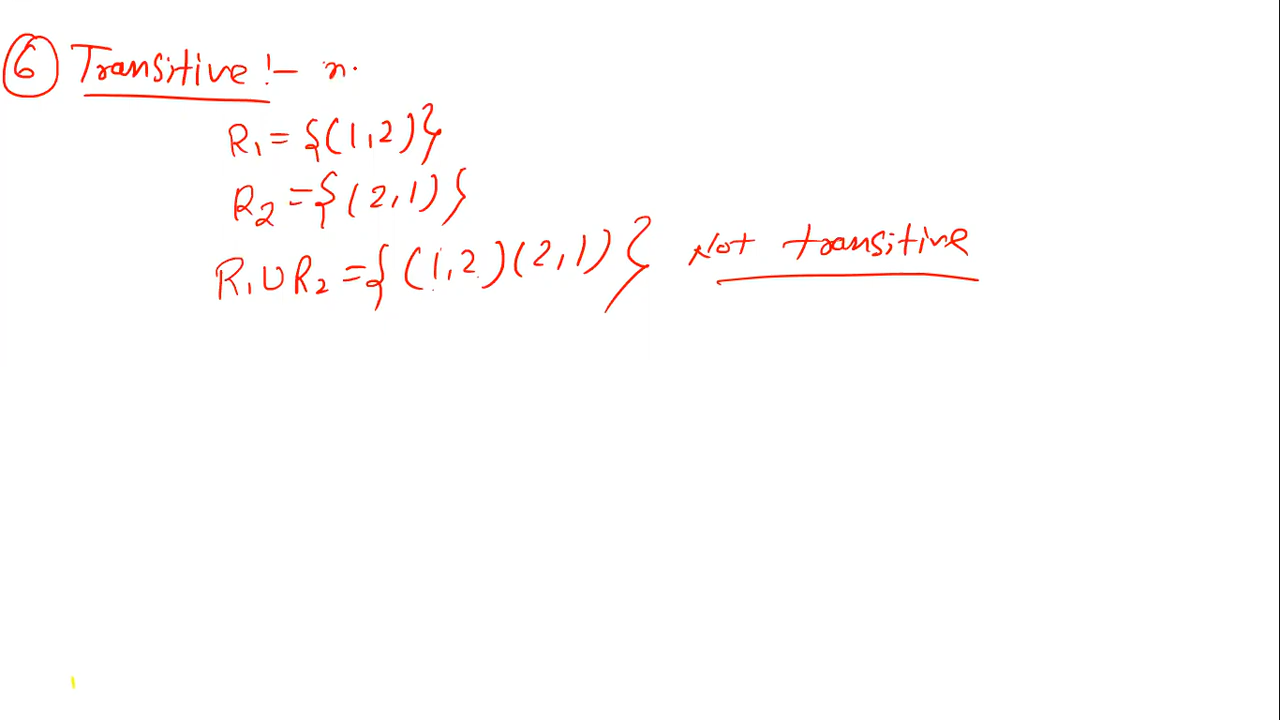 6 Transitive :- n.
R₁ = {(1,2)}
R₂ = {(2,1)}
R₁∪R₂ = {(1,2)(2,1)} Not transitive